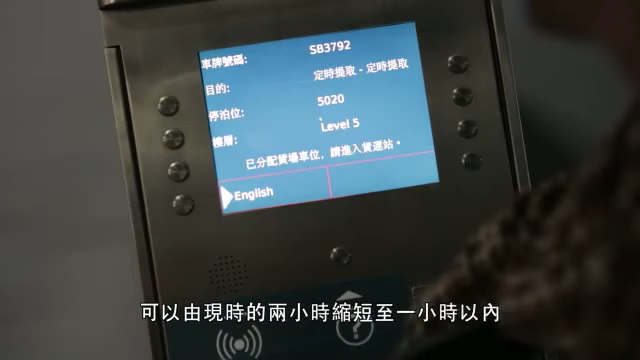 車牌號碼: SB3792
目的: 定時提取 - 定時提取
停泊位: 5020
樓層: Level 5
已分配貨場車位, 請進入貨運站。
English
可以由現時的兩小時縮短至一小時以內